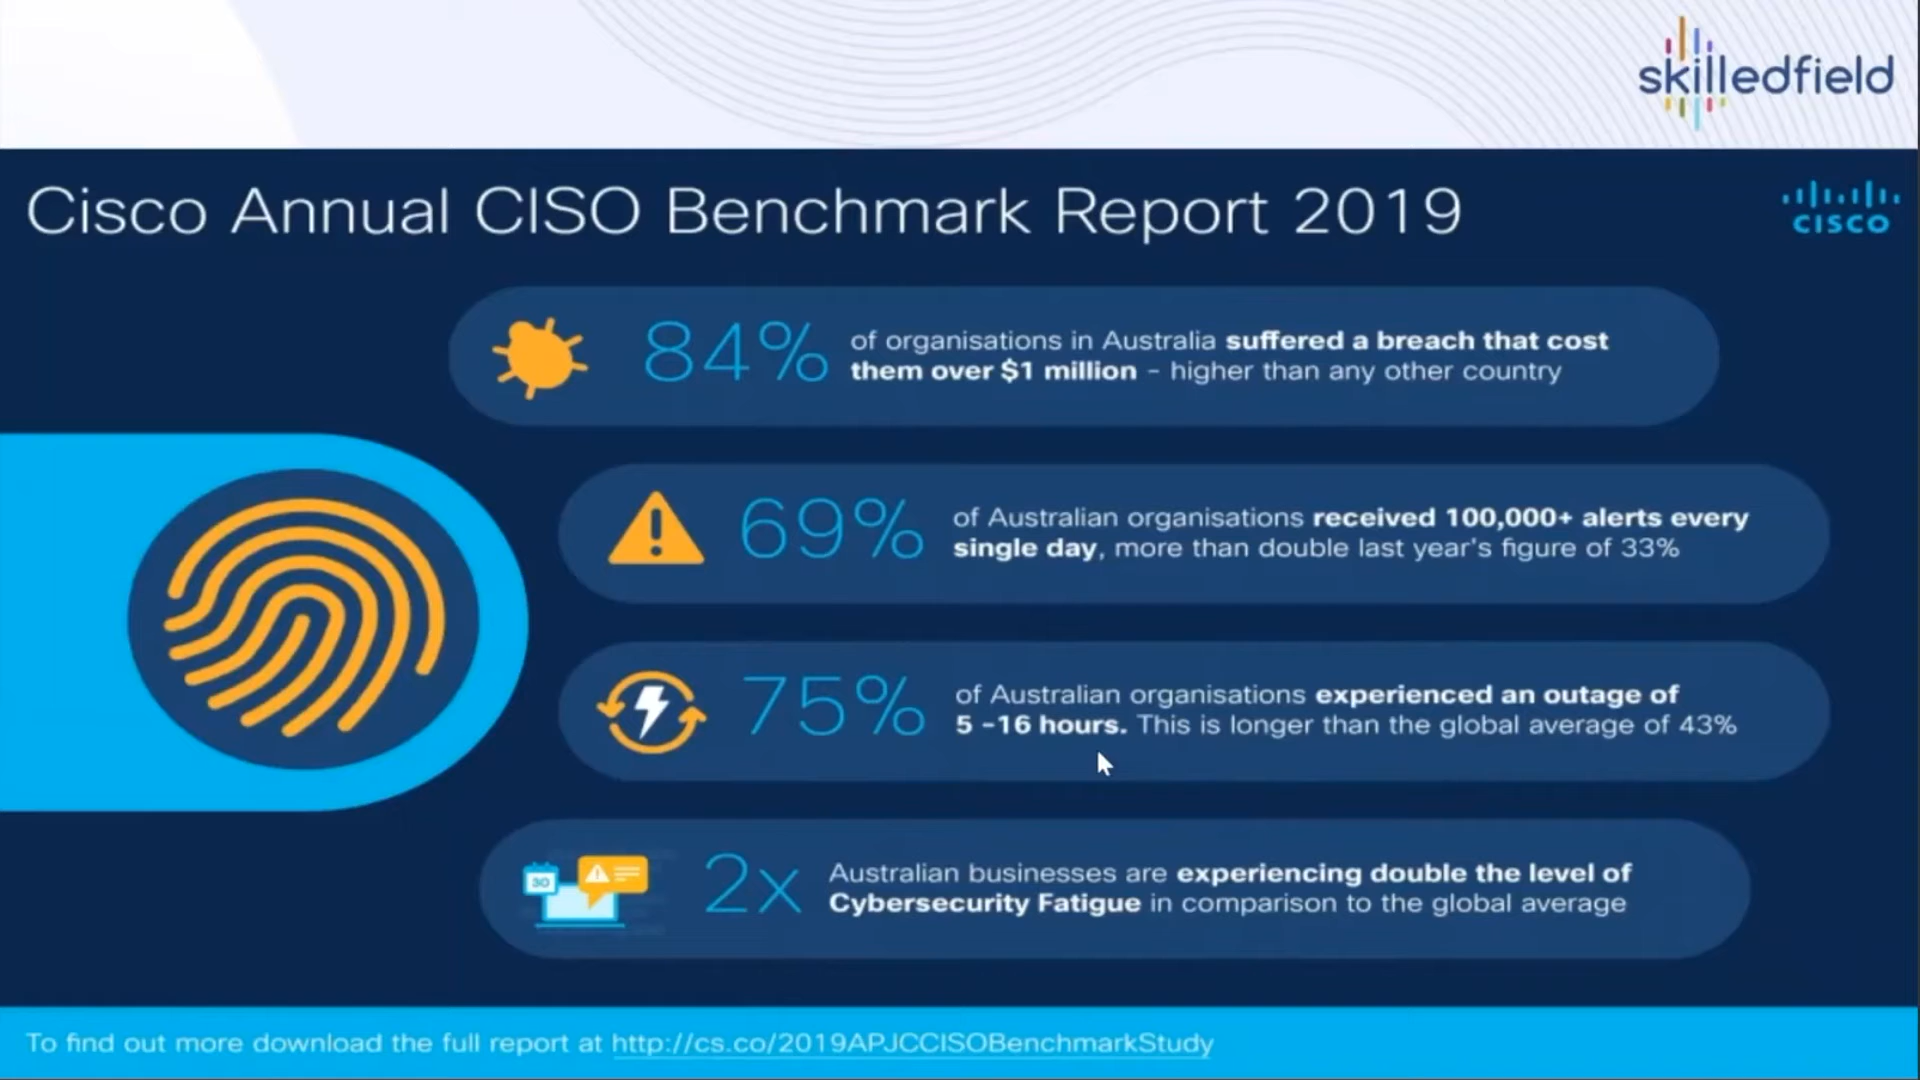 skilledfield
Cisco Annual CISO Benchmark Report 2019
CISCO
84%
of organisations in Australia suffered a breach that cost
them over $1 million - higher than any other country
69%
of Australian organisations received 100,000+ alerts every
single day, more than double last year's figure of 33%
75%
of Australian organisations experienced an outage of
5 -16 hours. This is longer than the global average of 43%
30
2x
Australian businesses are experiencing double the level of
Cybersecurity Fatigue in comparison to the global average
To find out more download the full report at http://cs.co/2019APJCCISOBenchmarkStudy